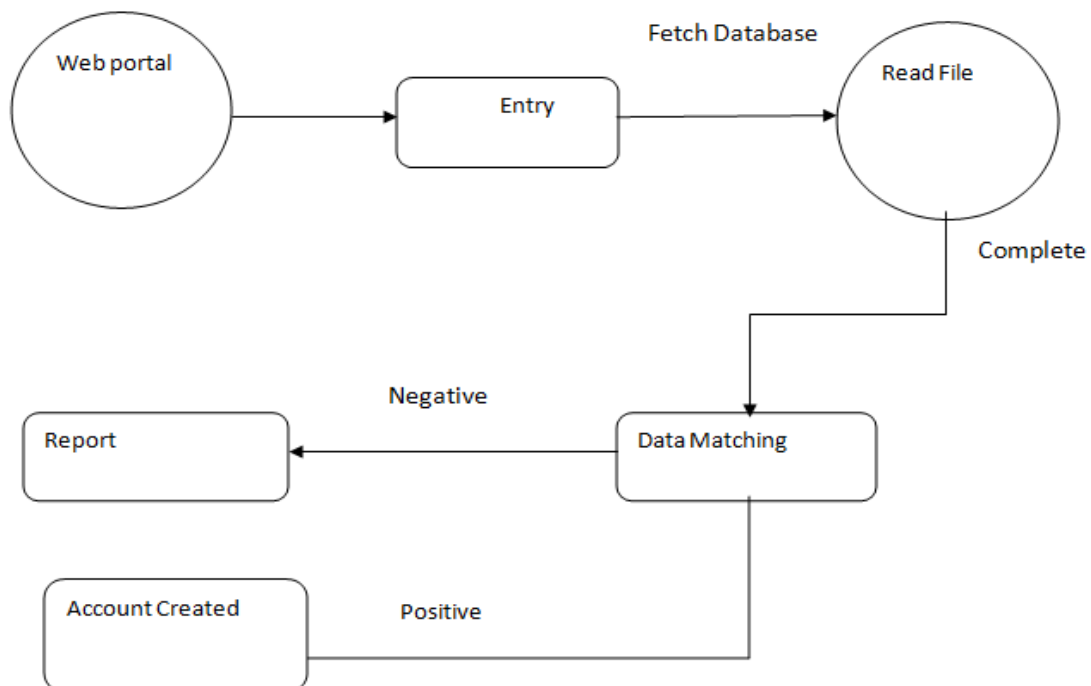 Web portal
Entry
Fetch Database
Read File
Complete
Negative
Report
Data Matching
Account Created
Positive